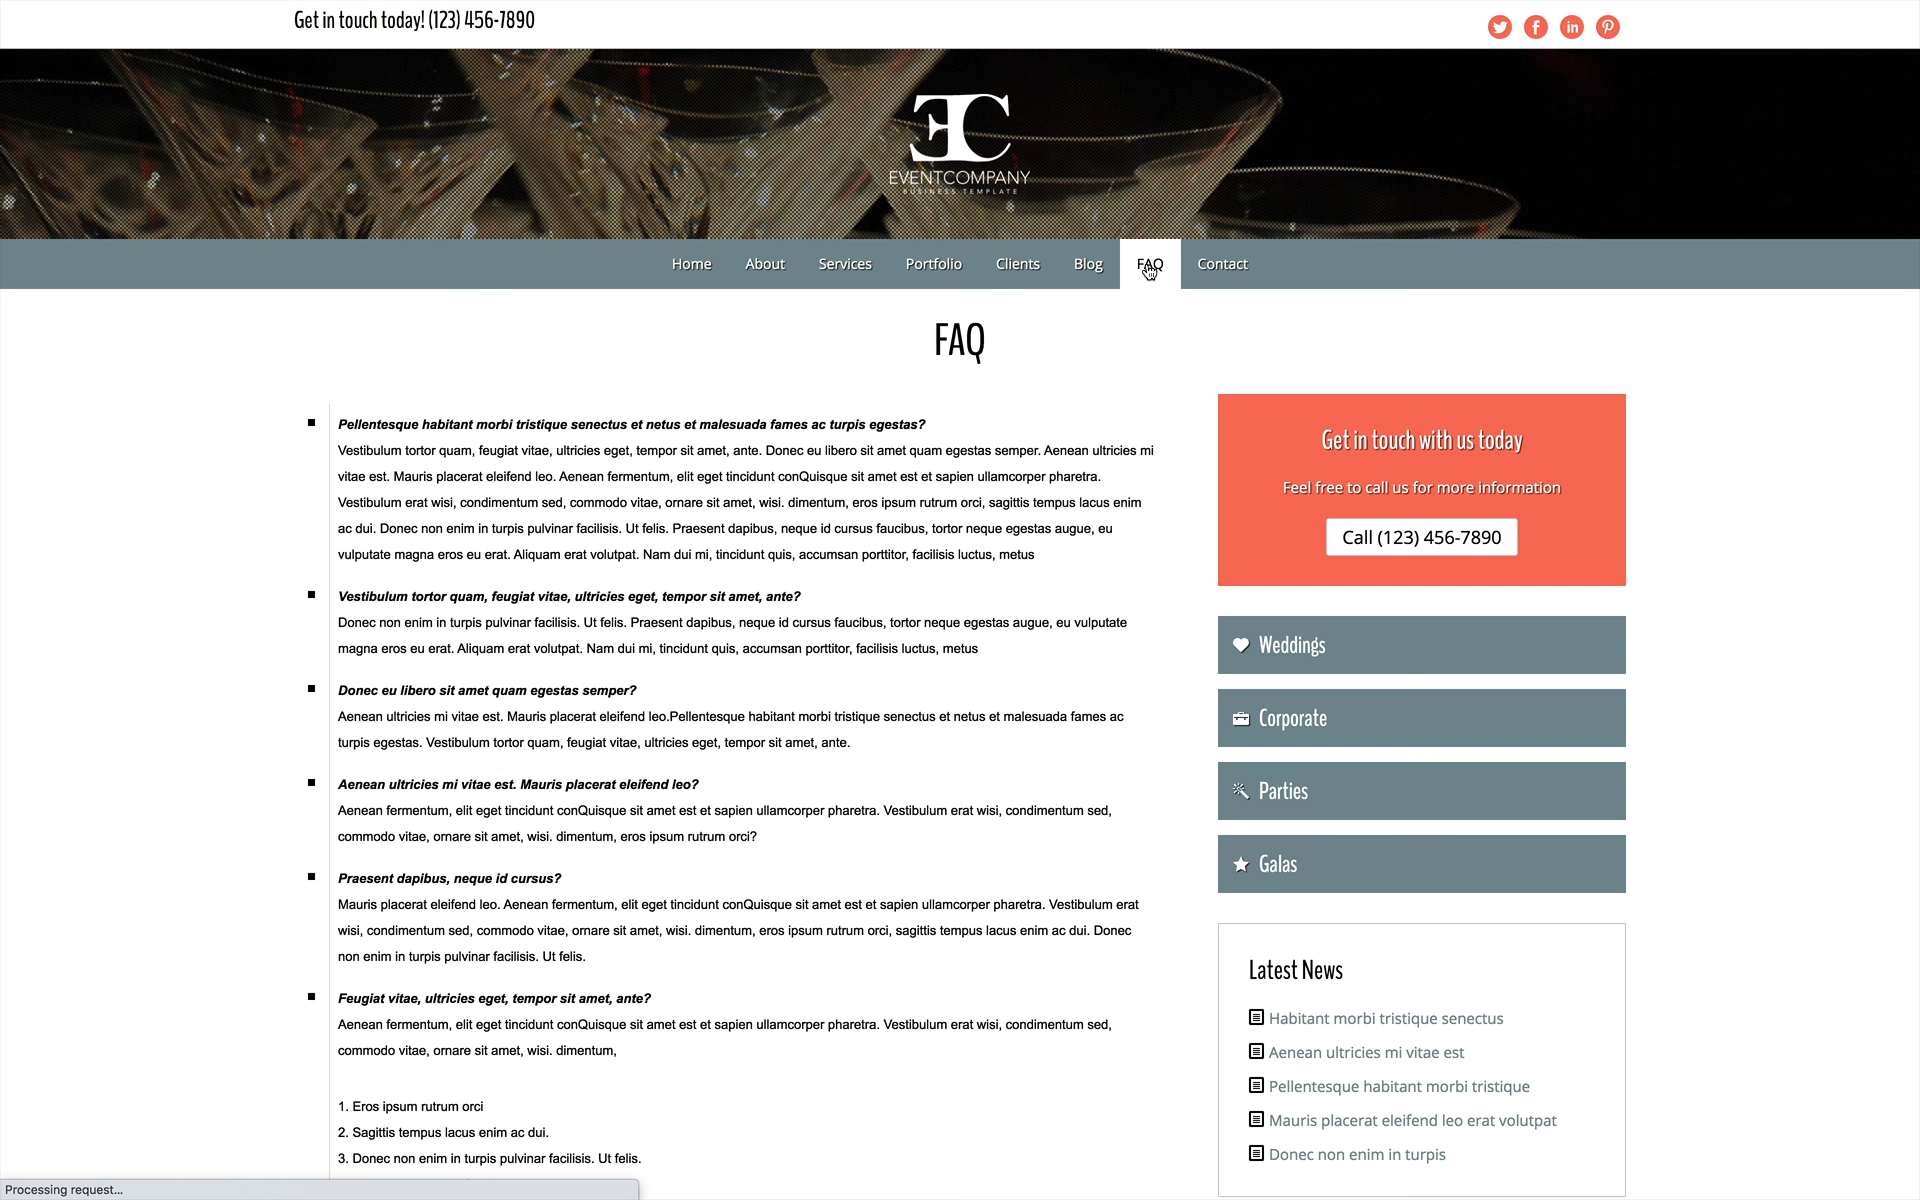 Get in touch today! (123) 456-7890
EVENTCOMPANY
BUSINESS TEMPLATE
Home About Services Portfolio Clients Blog FAQ Contact
FAQ
Pellentesque habitant morbi tristique senectus et netus et malesuada fames ac turpis egestas?
Vestibulum tortor quam, feugiat vitae, ultricies eget, tempor sit amet, ante. Donec eu libero sit amet quam egestas semper. Aenean ultricies mi
vitae est. Mauris placerat eleifend leo. Aenean fermentum, elit eget tincidunt conQuisque sit amet est et sapien ullamcorper pharetra.
Vestibulum erat wisi, condimentum sed, commodo vitae, ornare sit amet, wisi. dimentum, eros ipsum rutrum orci, sagittis tempus lacus enim
ac dui. Donec non enim in turpis pulvinar facilisis. Ut felis. Praesent dapibus, neque id cursus faucibus, tortor neque egestas augue, eu
vulputate magna eros eu erat. Aliquam erat volutpat. Nam dui mi, tincidunt quis, accumsan porttitor, facilisis luctus, metus
Vestibulum tortor quam, feugiat vitae, ultricies eget, tempor sit amet, ante?
Donec non enim in turpis pulvinar facilisis. Ut felis. Praesent dapibus, neque id cursus faucibus, tortor neque egestas augue, eu vulputate
magna eros eu erat. Aliquam erat volutpat. Nam dui mi, tincidunt quis, accumsan porttitor, facilisis luctus, metus
Donec eu libero sit amet quam egestas semper?
Aenean ultricies mi vitae est. Mauris placerat eleifend leo.Pellentesque habitant morbi tristique senectus et netus et malesuada fames ac
turpis egestas. Vestibulum tortor quam, feugiat vitae, ultricies eget, tempor sit amet, ante.
Aenean ultricies mi vitae est. Mauris placerat eleifend leo?
Aenean fermentum, elit eget tincidunt conQuisque sit amet est et sapien ullamcorper pharetra. Vestibulum erat wisi, condimentum sed,
commodo vitae, ornare sit amet, wisi. dimentum, eros ipsum rutrum orci?
Praesent dapibus, neque id cursus?
Mauris placerat eleifend leo. Aenean fermentum, elit eget tincidunt conQuisque sit amet est et sapien ullamcorper pharetra. Vestibulum erat
wisi, condimentum sed, commodo vitae, ornare sit amet, wisi. dimentum, eros ipsum rutrum orci, sagittis tempus lacus enim ac dui. Donec
non enim in turpis pulvinar facilisis. Ut felis.
Feugiat vitae, ultricies eget, tempor sit amet, ante?
Aenean fermentum, elit eget tincidunt conQuisque sit amet est et sapien ullamcorper pharetra. Vestibulum erat wisi, condimentum sed,
commodo vitae, ornare sit amet, wisi. dimentum,
1. Eros ipsum rutrum orci
2. Sagittis tempus lacus enim ac dui.
3. Donec non enim in turpis pulvinar facilisis. Ut felis.
Get in touch with us today
Feel free to call us for more information
Call (123) 456-7890
Weddings
Corporate
Parties
Galas
Latest News
Habitant morbi tristique senectus
Aenean ultricies mi vitae est
Pellentesque habitant morbi tristique
Mauris placerat eleifend leo erat volutpat
Donec non enim in turpis
Processing request...